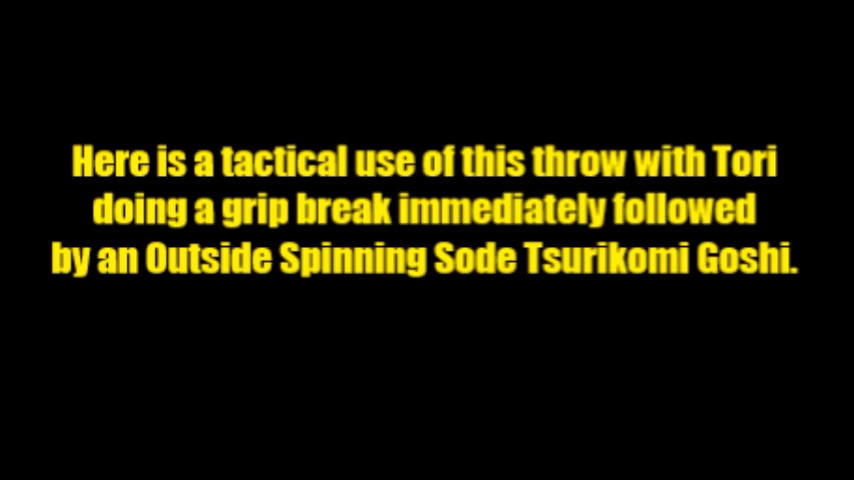 Here is a tactical use of this throw with Tori
doing a grip break immediately followed
by an Outside Spinning Sode Tsurikomi Goshi.